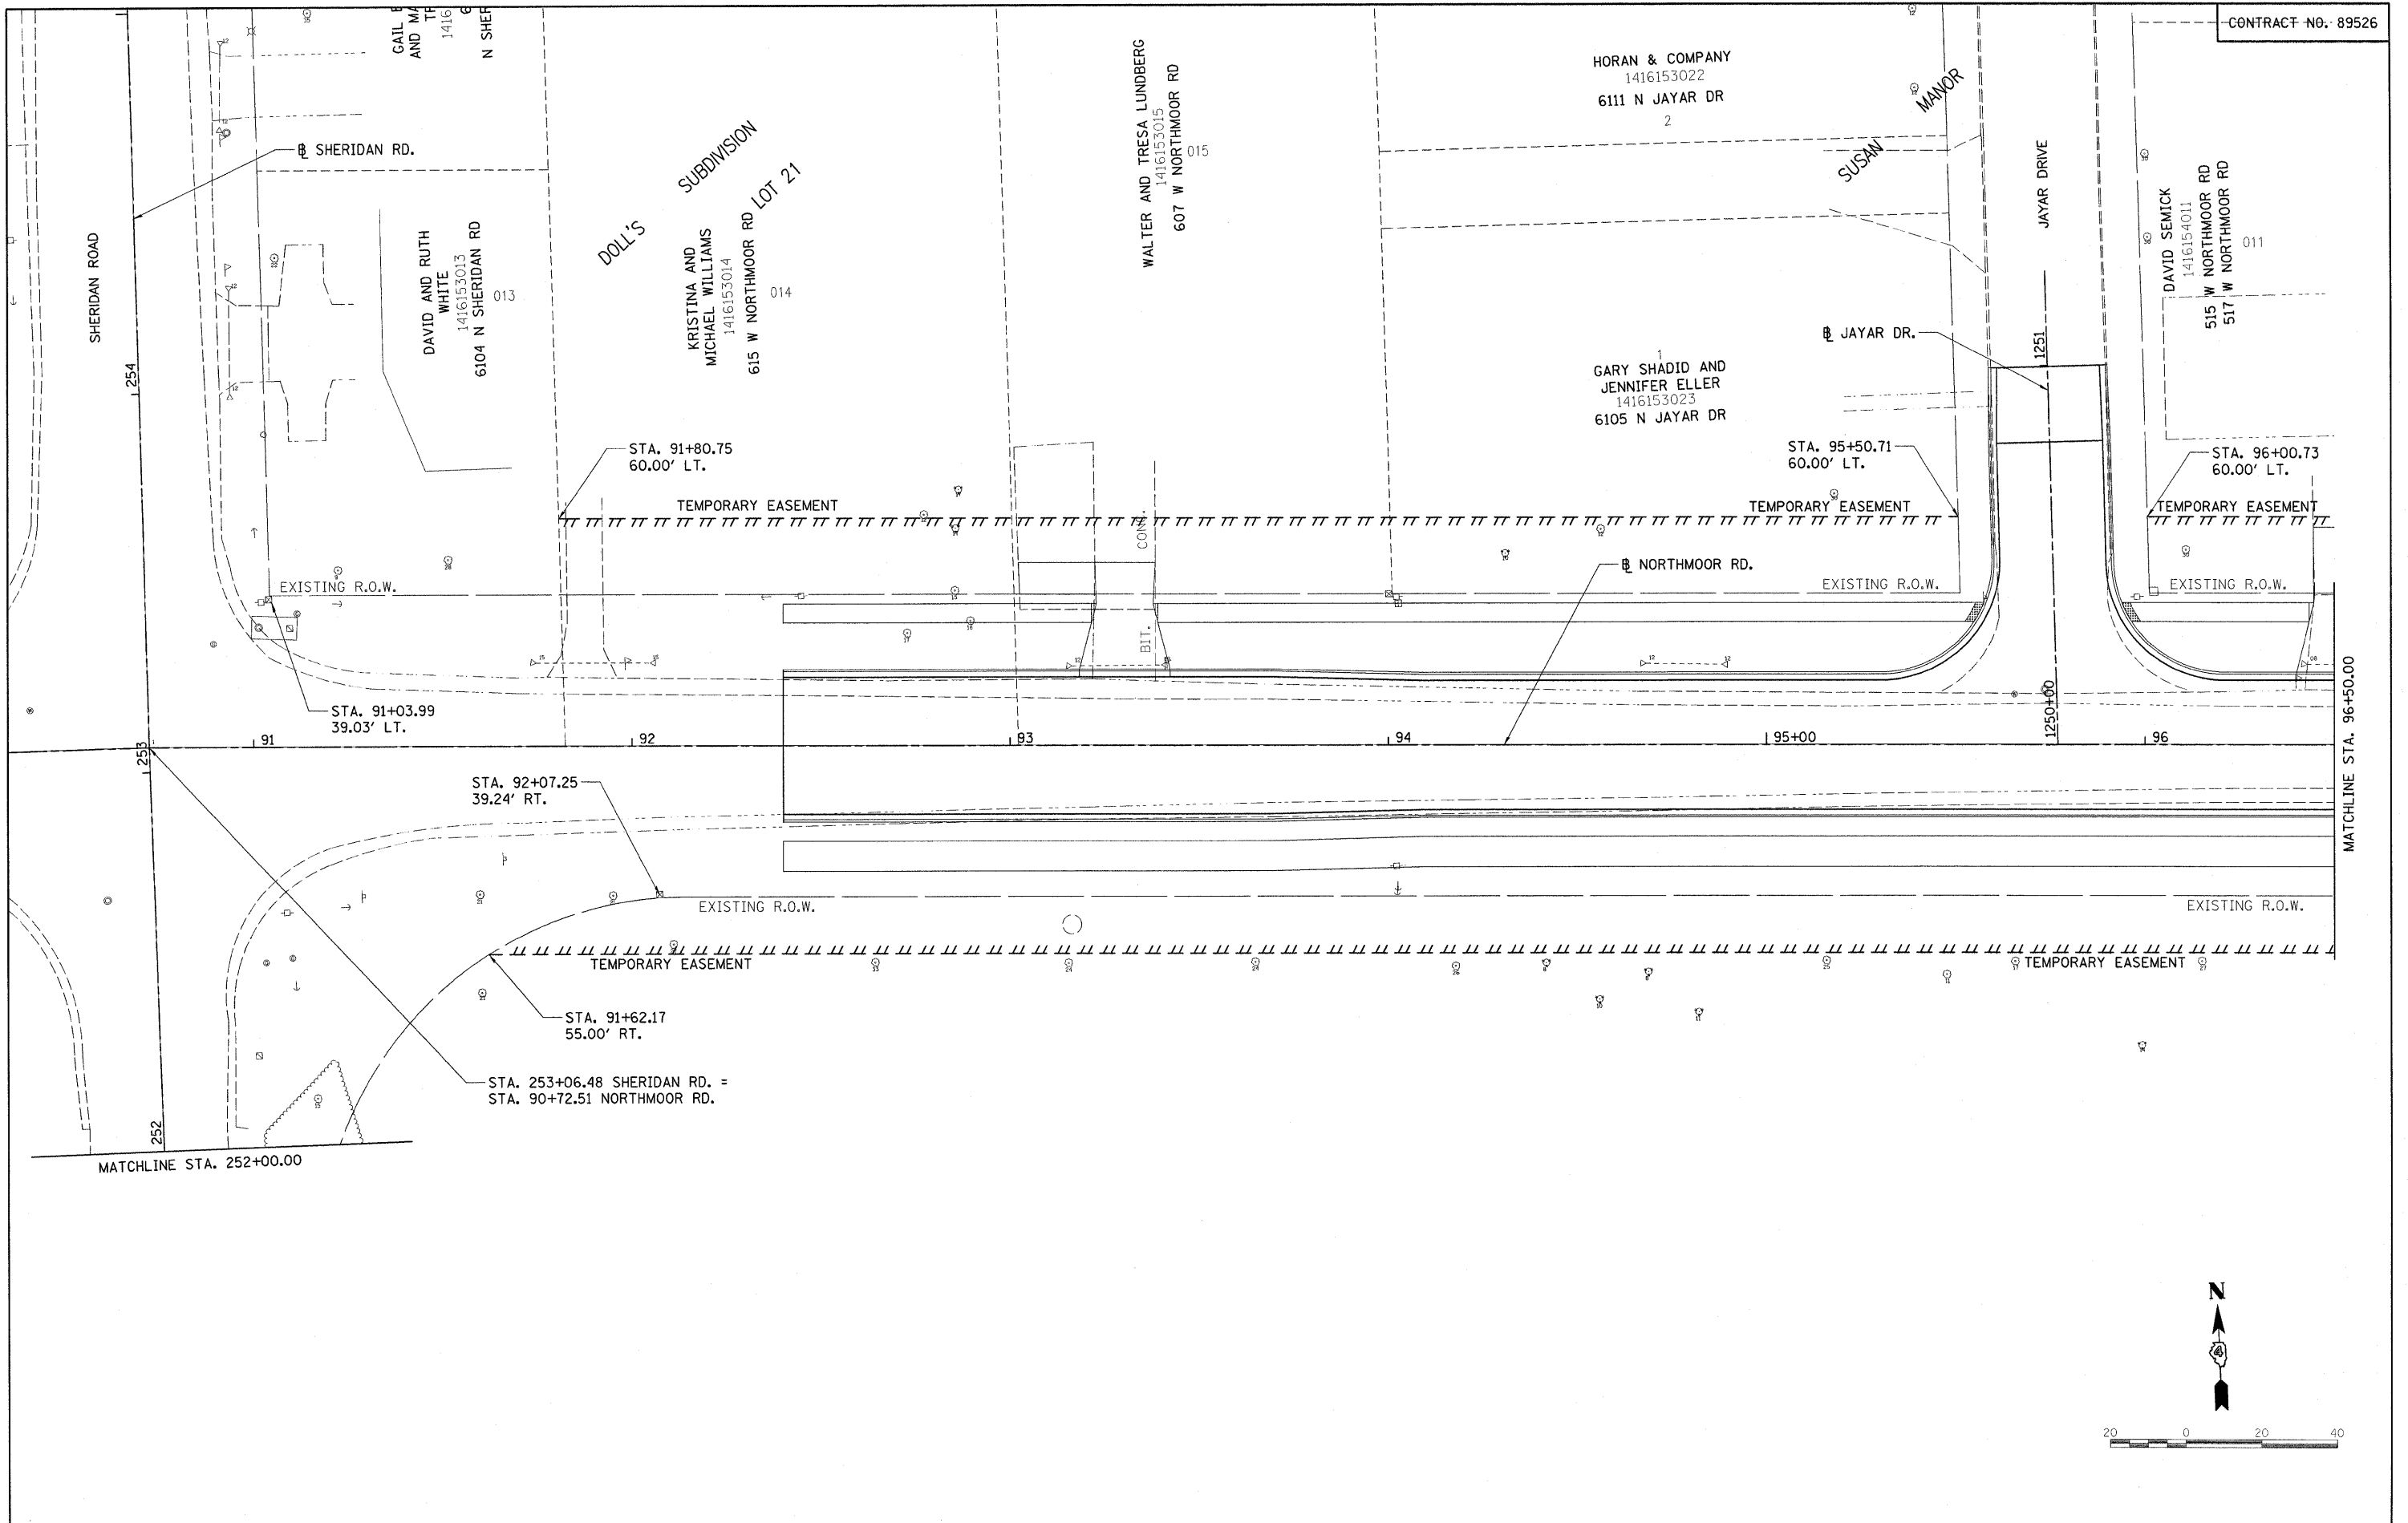 CONTRACT NO. 89526
GAIL
AND
1416
N SHER
HORAN & COMPANY
1416153022
6111 N JAYAR DR
2
SUSAN MANOR
℄ SHERIDAN RD.
SHERIDAN ROAD
DAVID AND RUTH
WHITE
1416153013
6104 N SHERIDAN RD
013
DOLL'S SUBDIVISION
LOT 21
KRISTINA AND
MICHAEL WILLIAMS
1416153014
615 W NORTHMOOR RD
014
WALTER AND TRESA LUNDBERG
1416153015
607 W NORTHMOOR RD
015
JAYAR DRIVE
DAVID SEMICK
1416154011
515 W NORTHMOOR RD
517 W NORTHMOOR RD
011
℄ JAYAR DR.
1251
1
GARY SHADID AND
JENNIFER ELLER
1416153023
6105 N JAYAR DR
254
STA. 91+80.75
60.00' LT.
STA. 95+50.71
60.00' LT.
STA. 96+00.73
60.00' LT.
TEMPORARY EASEMENT
TEMPORARY EASEMENT
TEMPORARY EASEMENT
CONC.
BIT.
℄ NORTHMOOR RD.
EXISTING R.O.W.
EXISTING R.O.W.
EXISTING R.O.W.
STA. 91+03.99
39.03' LT.
1250+00
253
91
92
93
94
95+00
96
MATCHLINE STA. 96+50.00
STA. 92+07.25
39.24' RT.
EXISTING R.O.W.
EXISTING R.O.W.
TEMPORARY EASEMENT
TEMPORARY EASEMENT
STA. 91+62.17
55.00' RT.
STA. 253+06.48 SHERIDAN RD. =
STA. 90+72.51 NORTHMOOR RD.
252
MATCHLINE STA. 252+00.00
N
4
20 0 20 40